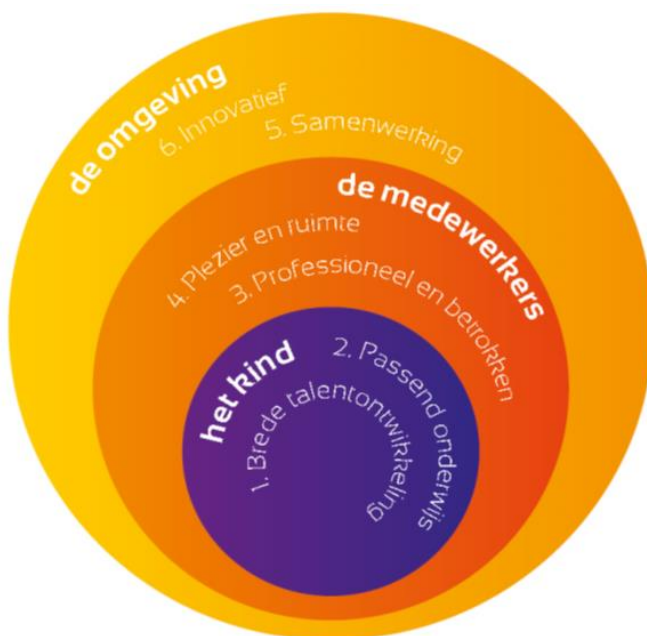 de omgeving
6. Innovatief
5. Samenwerking
de medewerkers
4. Plezier en ruimte
3. Professioneel en betrokken
het kind
2. Passend onderwijs
1. Brede talentontwikkeling